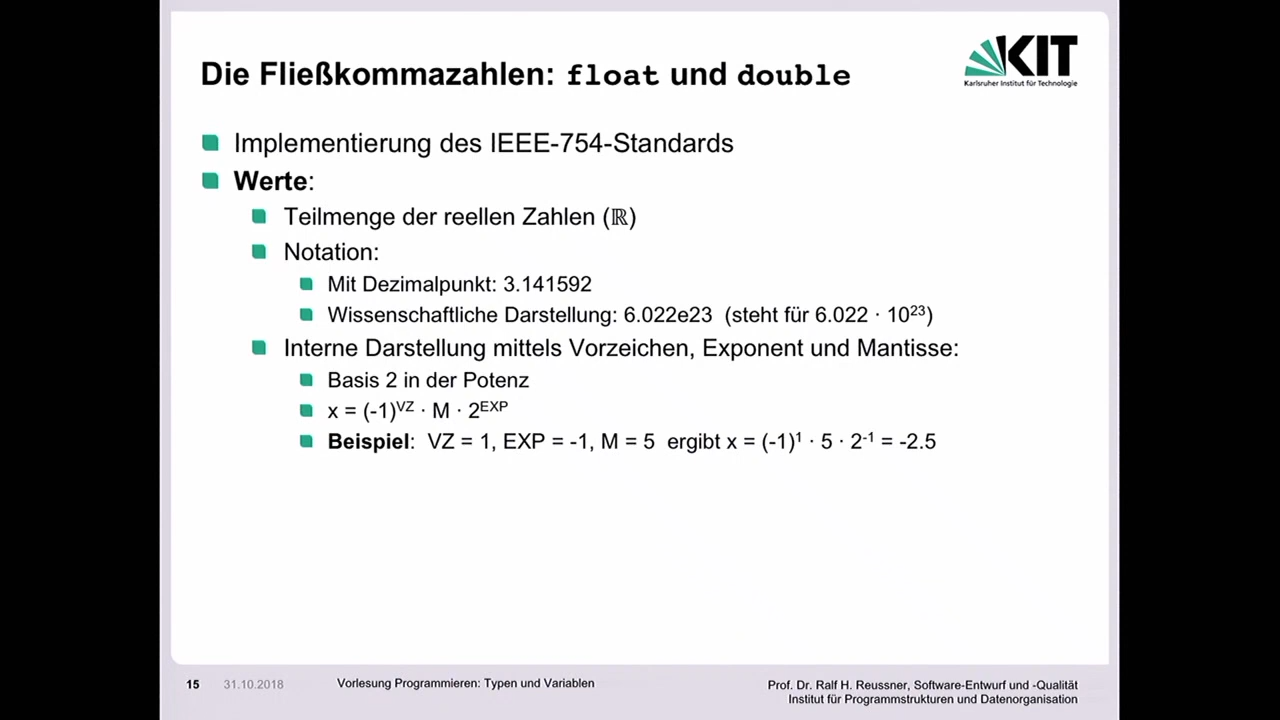 Die Fließkommazahlen: float und double
KIT
Karlsruher Institut für Technologie
Implementierung des IEEE-754-Standards
Werte:
Teilmenge der reellen Zahlen (ℝ)
Notation:
Mit Dezimalpunkt: 3.141592
Wissenschaftliche Darstellung: 6.022e23 (steht für 6.022 · 10²³)
Interne Darstellung mittels Vorzeichen, Exponent und Mantisse:
Basis 2 in der Potenz
x = (-1)^VZ · M · 2^EXP
Beispiel: VZ = 1, EXP = -1, M = 5 ergibt x = (-1)¹ · 5 · 2⁻¹ = -2.5
15 31.10.2018 Vorlesung Programmieren: Typen und Variablen
Prof. Dr. Ralf H. Reussner, Software-Entwurf und -Qualität
Institut für Programmstrukturen und Datenorganisation